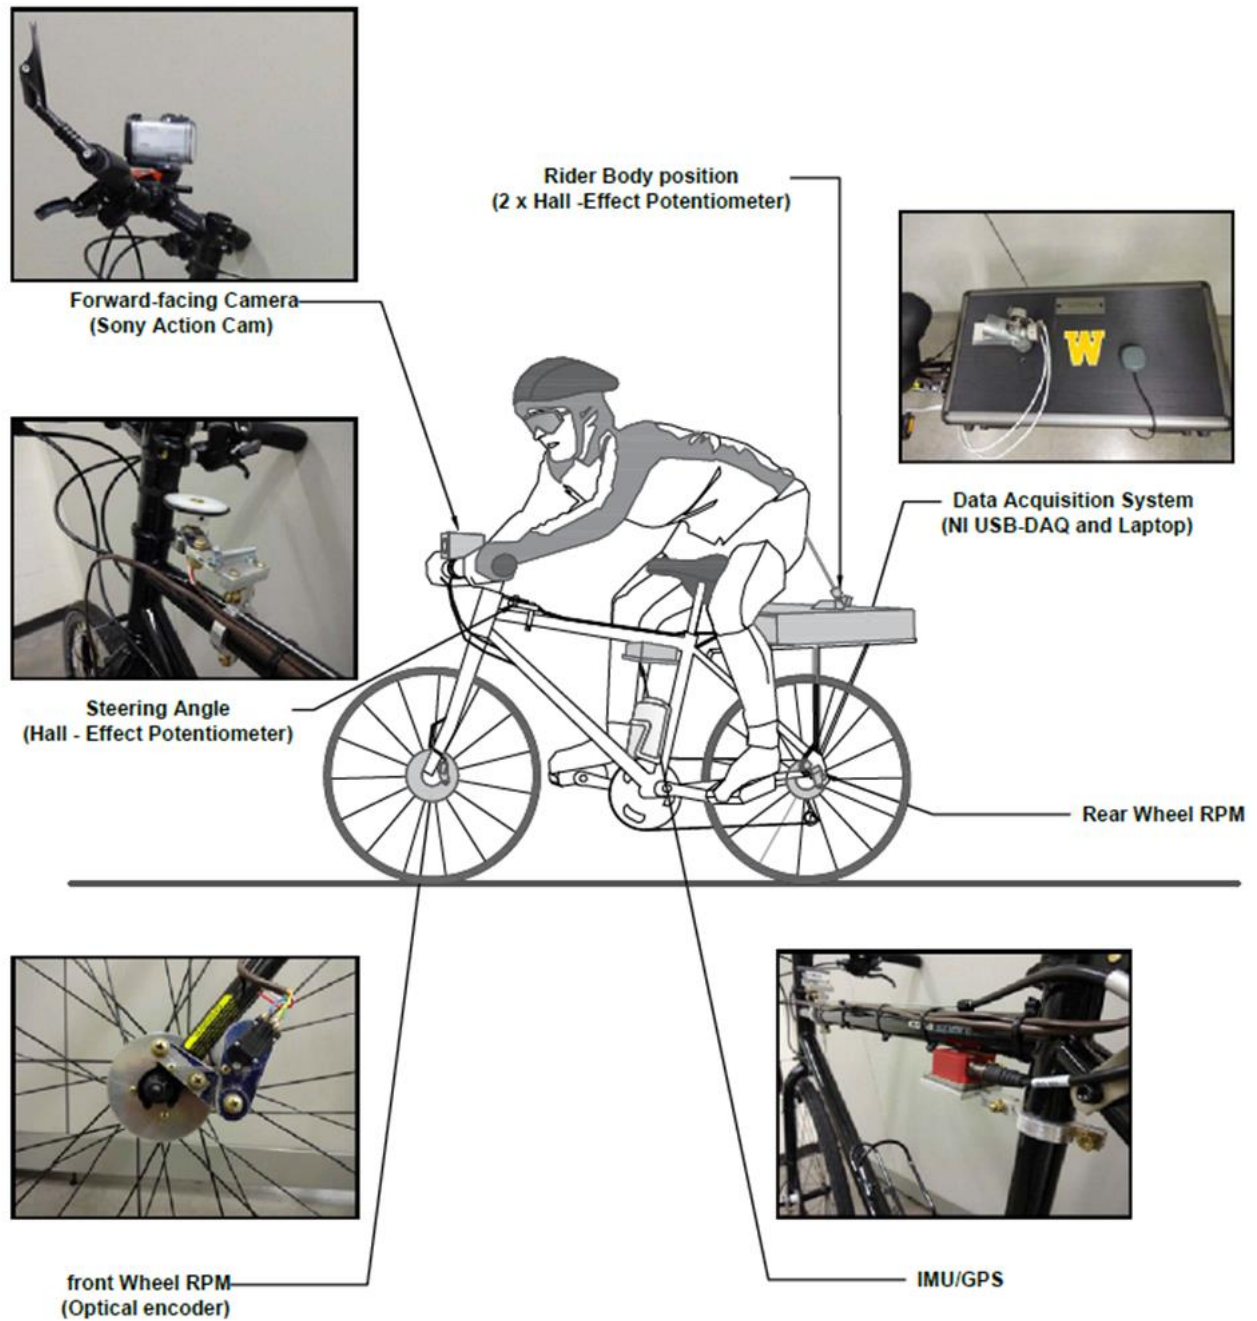 Rider Body position
(2 x Hall -Effect Potentiometer)
Forward-facing Camera
(Sony Action Cam)
W
Data Acquisition System
(NI USB-DAQ and Laptop)
Steering Angle
(Hall - Effect Potentiometer)
Rear Wheel RPM
front Wheel RPM
(Optical encoder)
IMU/GPS